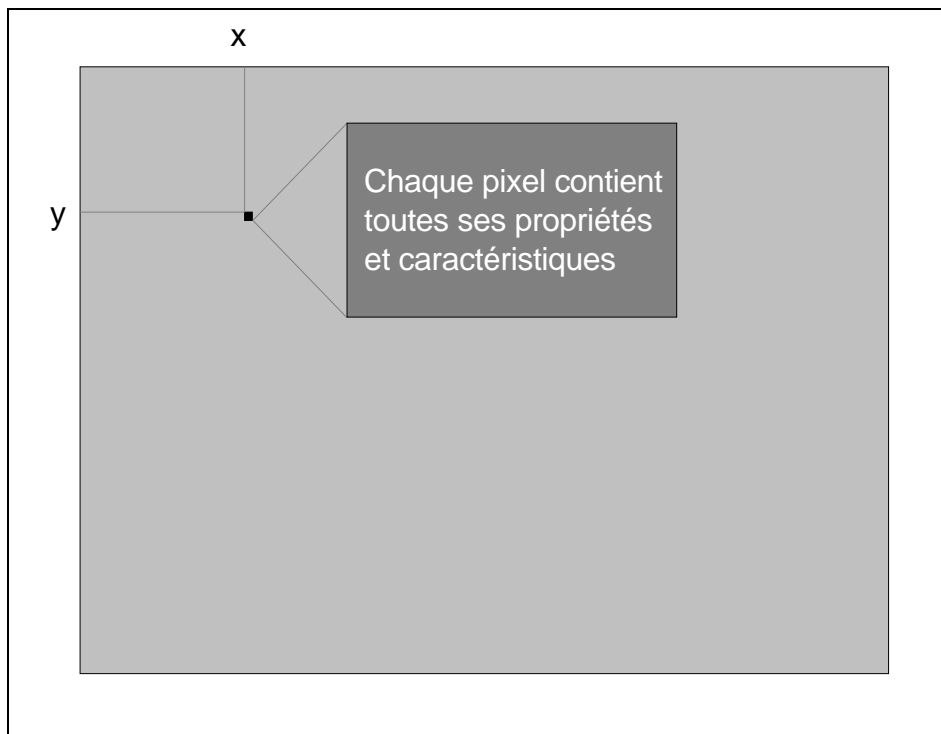 x
y
Chaque pixel contient
toutes ses propriétés
et caractéristiques